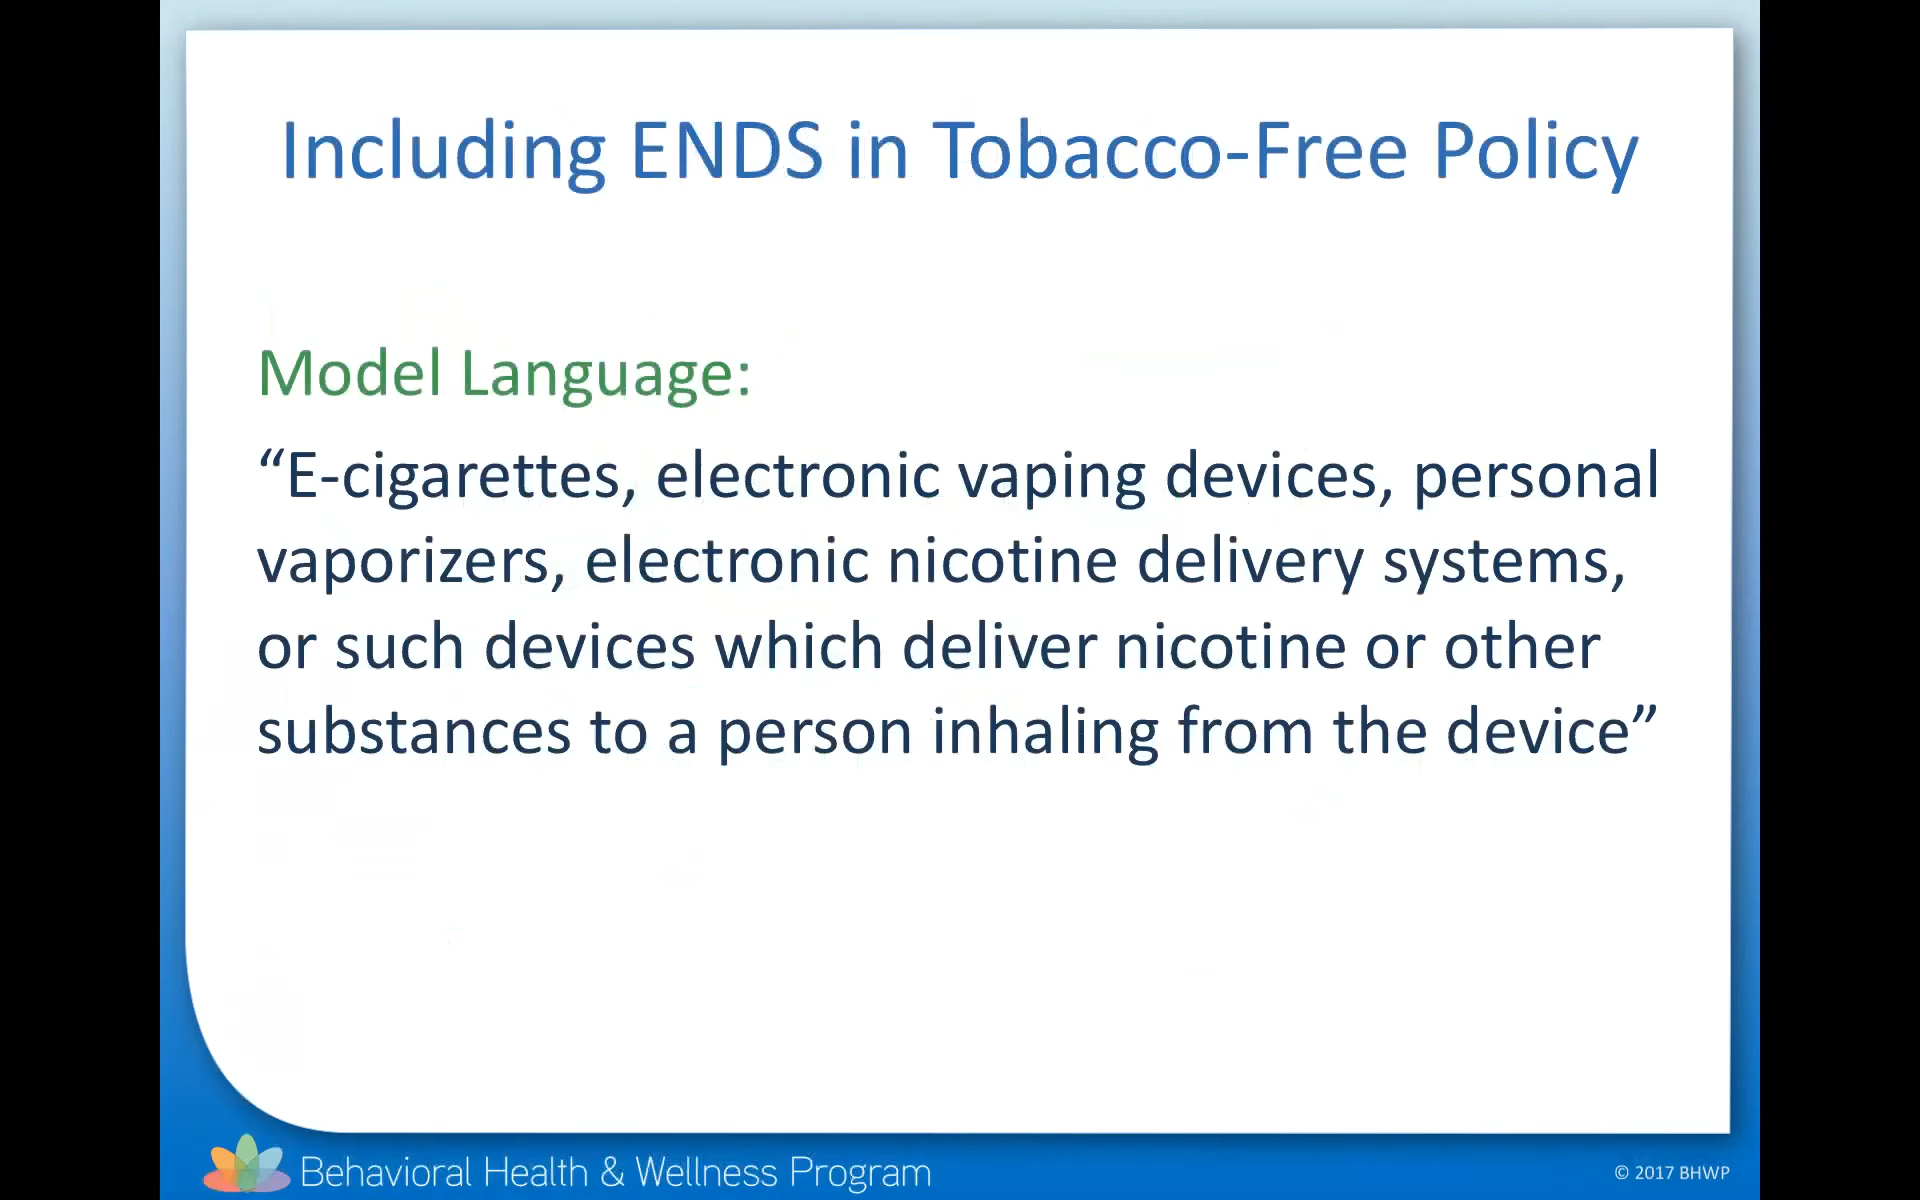 Including ENDS in Tobacco-Free Policy
Model Language:
“E-cigarettes, electronic vaping devices, personal
vaporizers, electronic nicotine delivery systems,
or such devices which deliver nicotine or other
substances to a person inhaling from the device”
Behavioral Health & Wellness Program
© 2017 BHWP